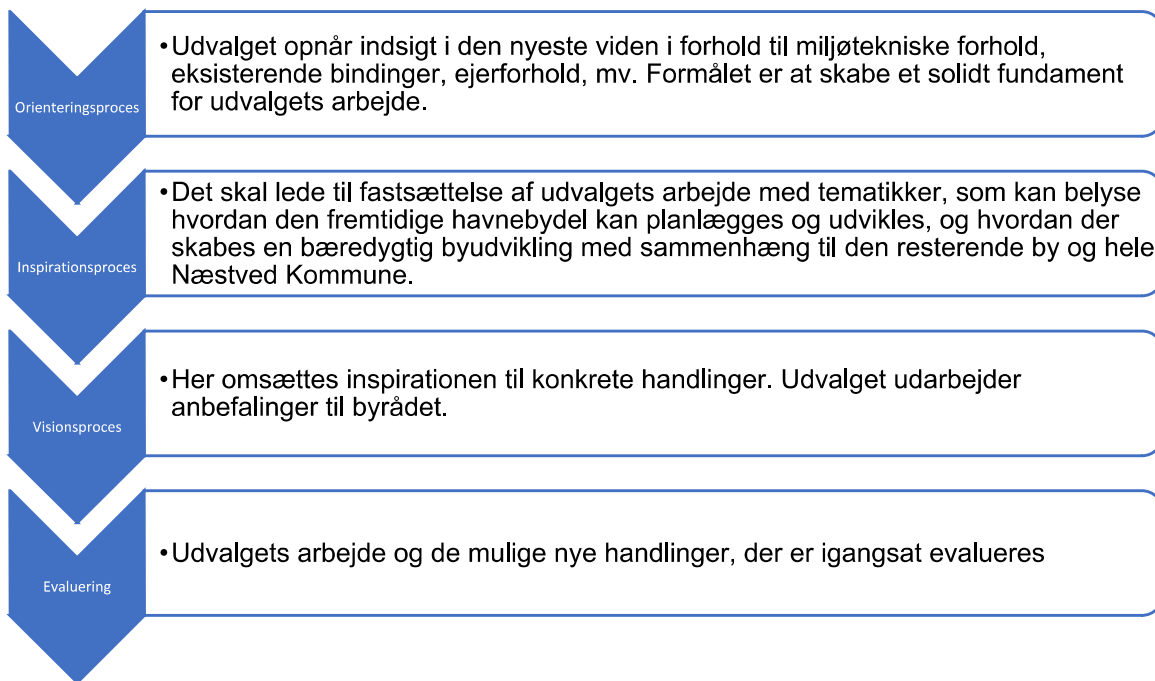 Orienteringsproces
•Udvalget opnår indsigt i den nyeste viden i forhold til miljøtekniske forhold,
eksisterende bindinger, ejerforhold, mv. Formålet er at skabe et solidt fundament
for udvalgets arbejde.
Inspirationsproces
•Det skal lede til fastsættelse af udvalgets arbejde med tematikker, som kan belyse
hvordan den fremtidige havnebydel kan planlægges og udvikles, og hvordan der
skabes en bæredygtig byudvikling med sammenhæng til den resterende by og hele
Næstved Kommune.
Visionsproces
•Her omsættes inspirationen til konkrete handlinger. Udvalget udarbejder
anbefalinger til byrådet.
Evaluering
•Udvalgets arbejde og de mulige nye handlinger, der er igangsat evalueres